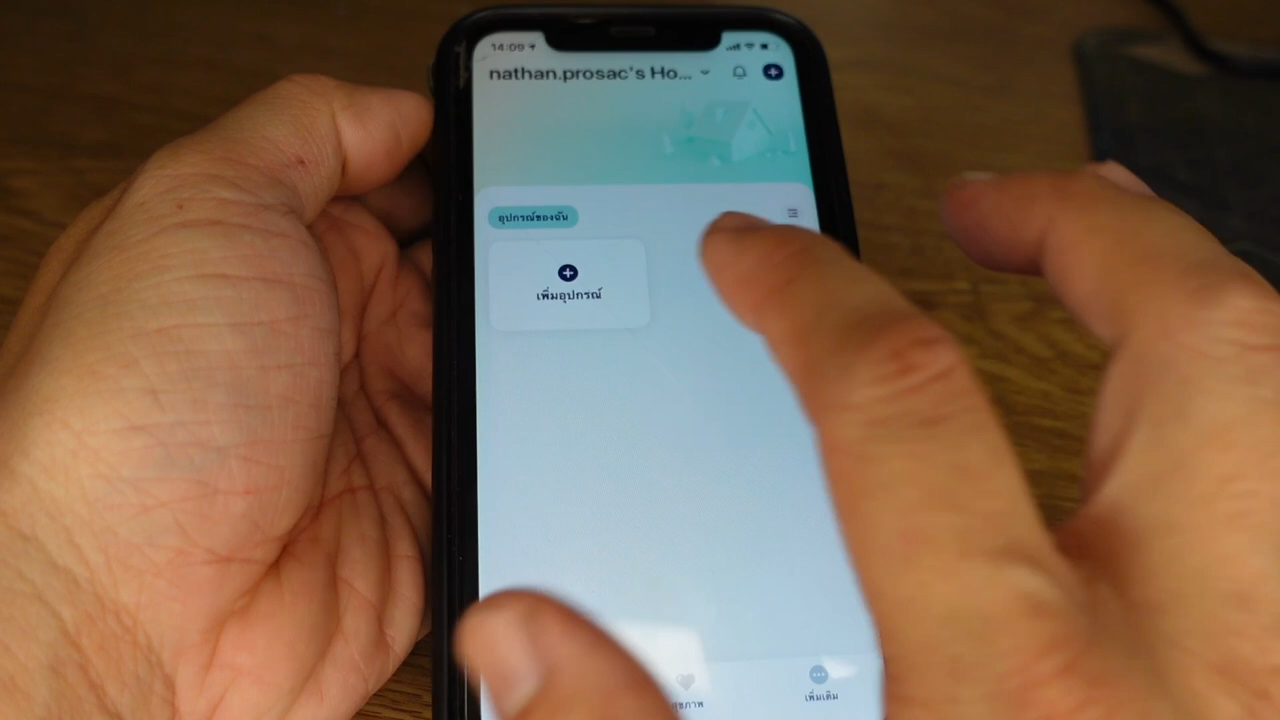 14:09
nathan.prosac's Ho...
อุปกรณ์ของฉัน
เพิ่มอุปกรณ์
สุขภาพ
เพิ่มเติม